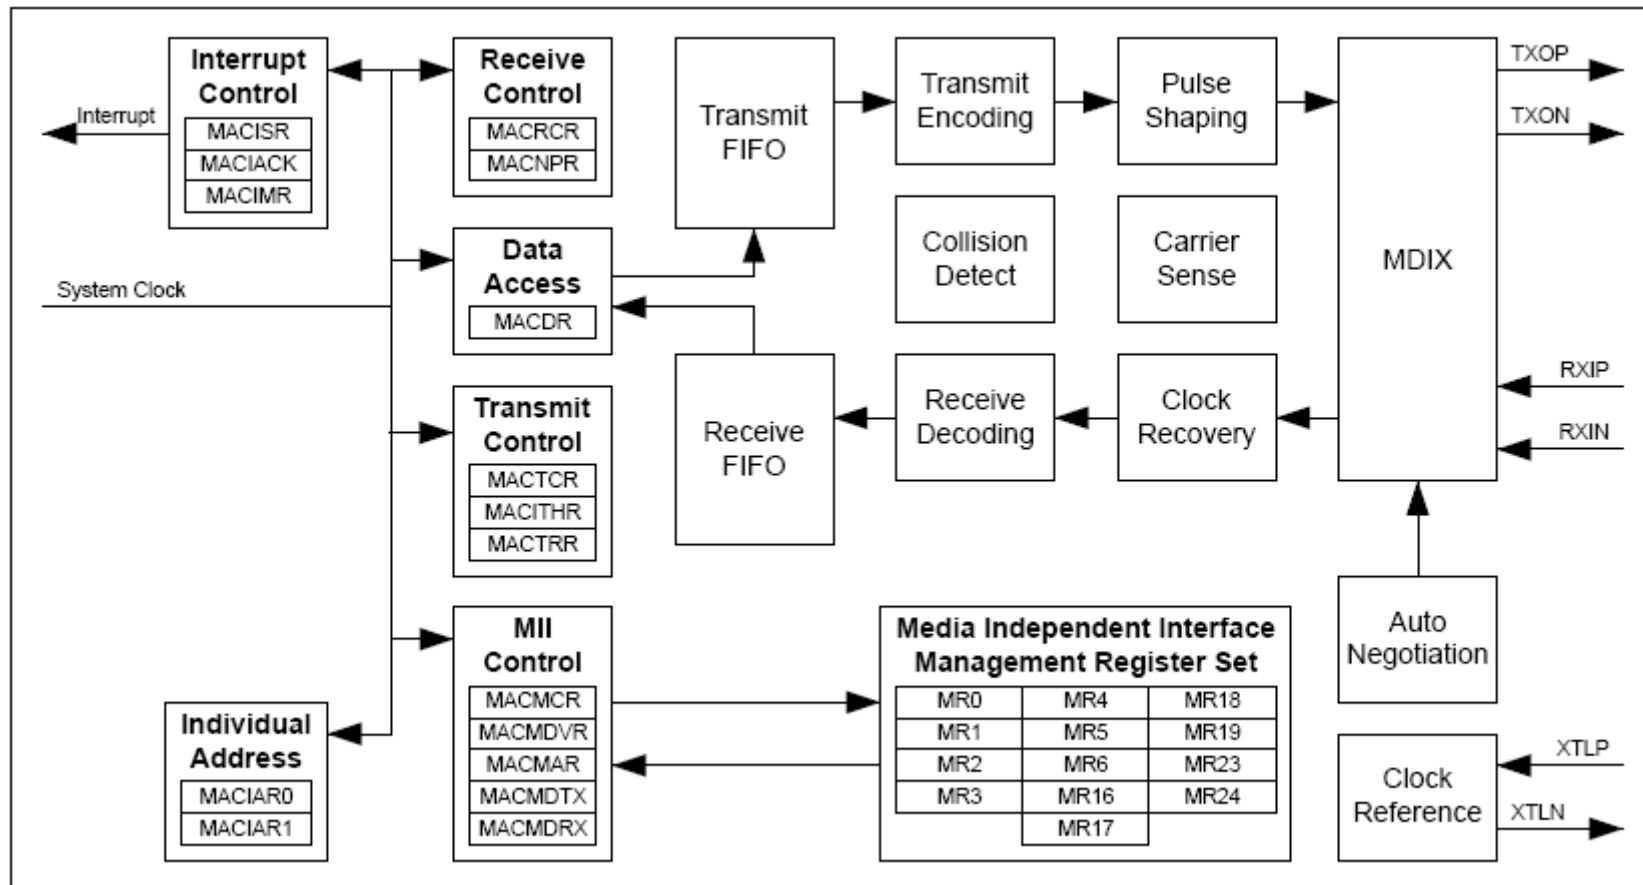 Interrupt
Control
MACISR
MACIACK
MACIMR
Interrupt
System Clock
Individual
Address
MACIAR0
MACIAR1
Receive
Control
MACRCR
MACNPR
Data
Access
MACDR
Transmit
Control
MACTCR
MACITHR
MACTRR
MII
Control
MACMCR
MACMDVR
MACMAR
MACMDTX
MACMDRX
Transmit
FIFO
Receive
FIFO
Transmit
Encoding
Pulse
Shaping
Collision
Detect
Carrier
Sense
Receive
Decoding
Clock
Recovery
MDIX
TXOP
TXON
RXIP
RXIN
Media Independent Interface
Management Register Set
MR0 MR4 MR18
MR1 MR5 MR19
MR2 MR6 MR23
MR3 MR16 MR24
MR17
Auto
Negotiation
Clock
Reference
XTLP
XTLN